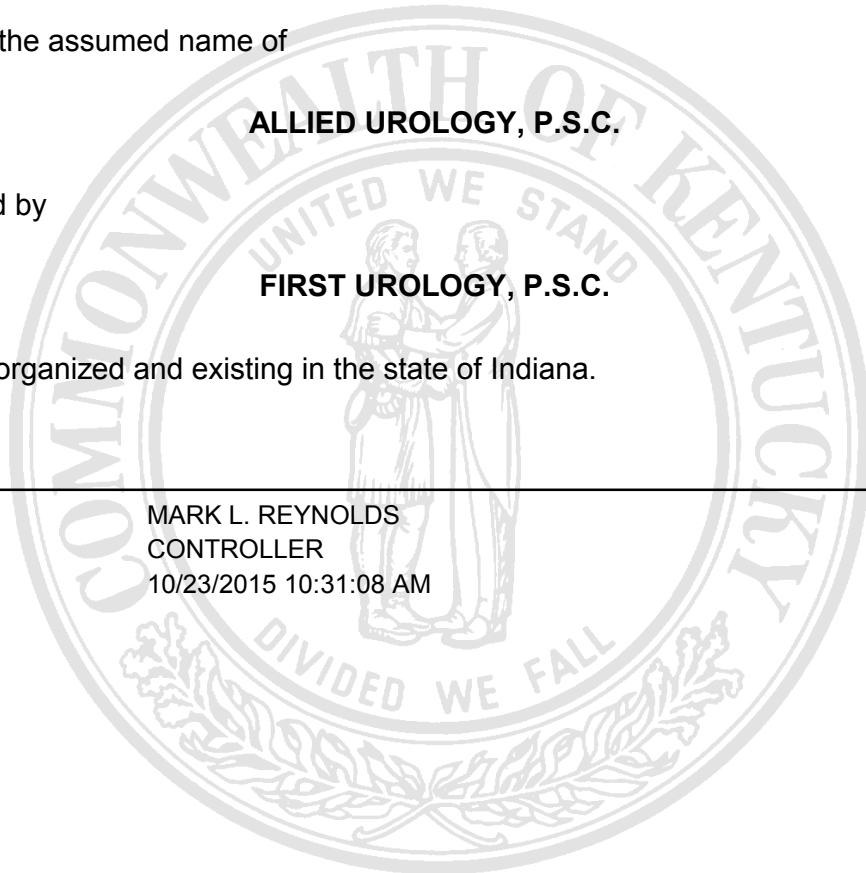 the assumed name of
ALLIED UROLOGY, P.S.C.
d by
FIRST UROLOGY, P.S.C.
organized and existing in the state of Indiana.
MARK L. REYNOLDS
CONTROLLER
10/23/2015 10:31:08 AM
COMMONWEALTH OF KENTUCKY
UNITED WE STAND
DIVIDED WE FALL